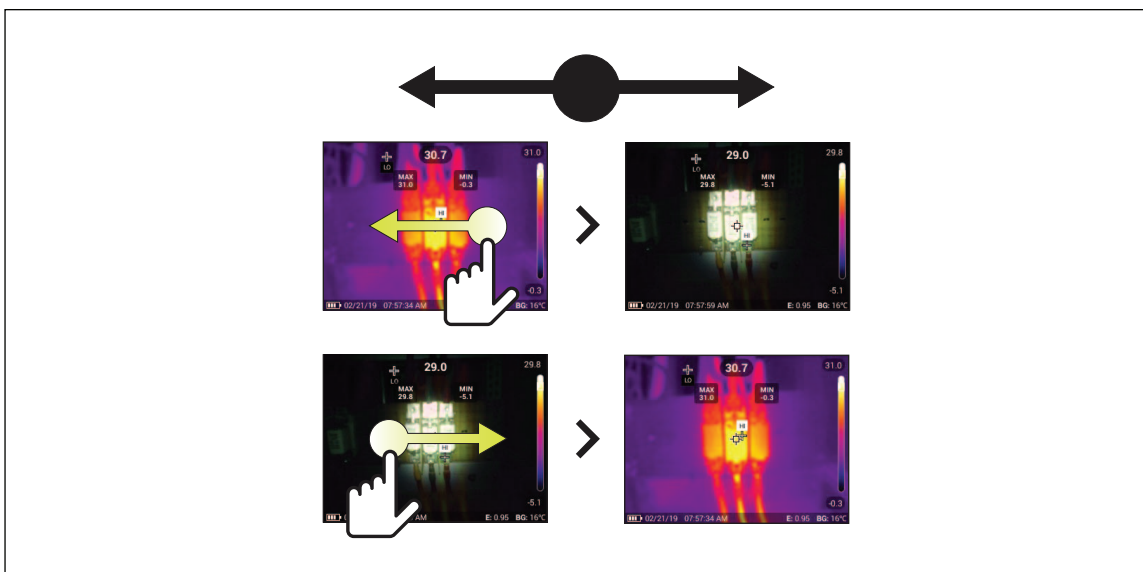 30.7
31.0
LO
MAX MIN
31.0 -0.3
HI
-0.3
02/21/19 07:57:34 AM BG: 16°C
29.0
29.8
LO
MAX MIN
29.8 -5.1
HI
-5.1
02/21/19 07:57:59 AM E: 0.95 BG: 16°C
29.0
29.8
LO
MAX MIN
29.8 -5.1
HI
-5.1
AM E: 0.95 BG: 16°C
30.7
31.0
LO
MAX MIN
31.0 -0.3
HI
-0.3
02/21/19 07:57:34 AM E: 0.95 BG: 16°C